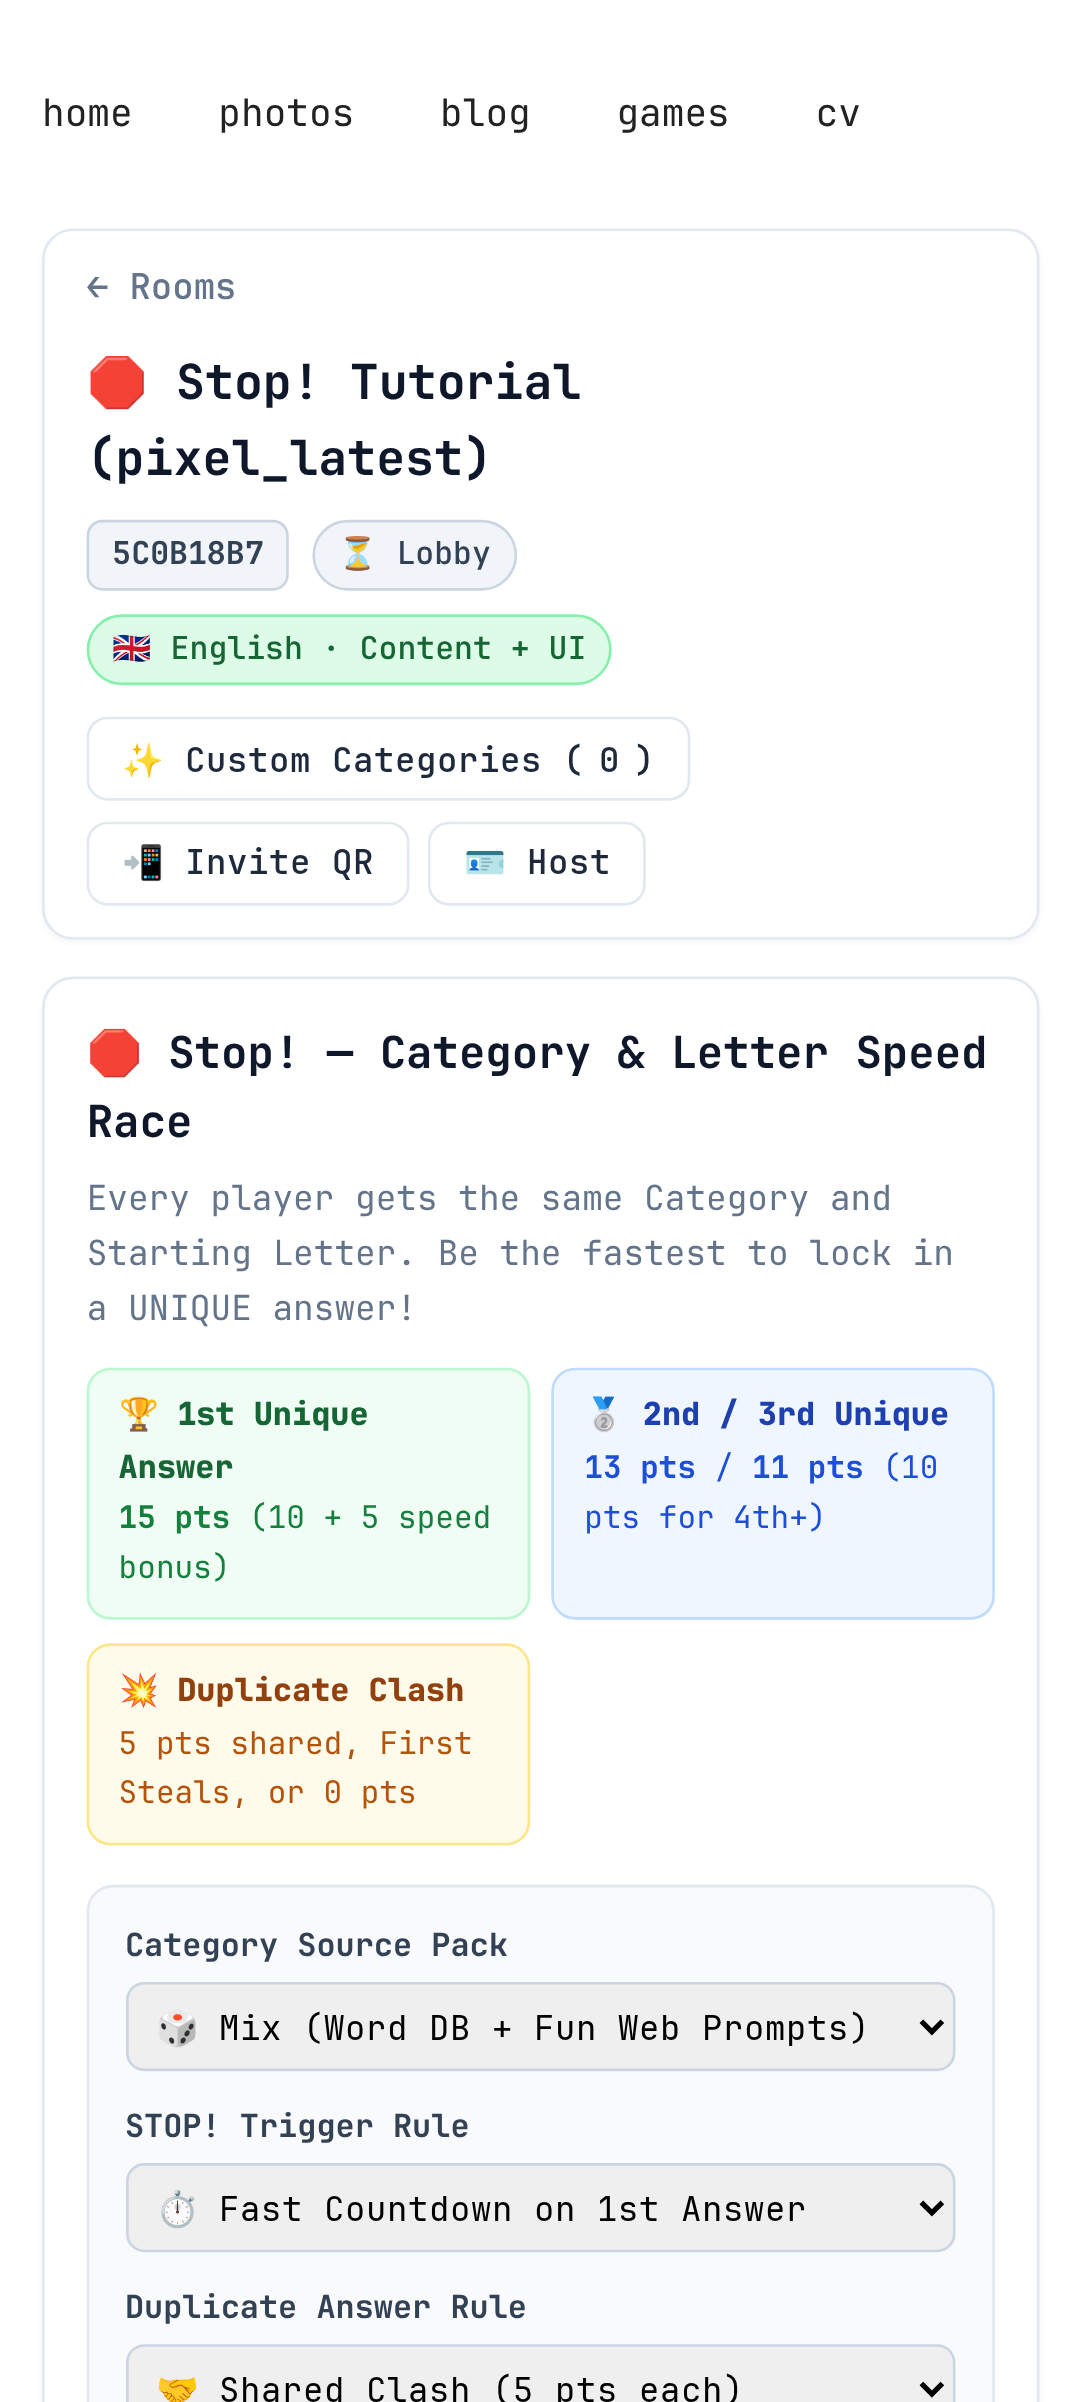 home photos blog games cv
← Rooms
🛑 Stop! Tutorial
(pixel_latest)
5C0B18B7 ⏳ Lobby
🇬🇧 English · Content + UI
✨ Custom Categories ( 0 )
📲 Invite QR 🪪 Host
🛑 Stop! — Category & Letter Speed
Race
Every player gets the same Category and
Starting Letter. Be the fastest to lock in
a UNIQUE answer!
🏆 1st Unique
Answer
15 pts (10 + 5 speed
bonus)
🥈 2nd / 3rd Unique
13 pts / 11 pts (10
pts for 4th+)
💥 Duplicate Clash
5 pts shared, First
Steals, or 0 pts
Category Source Pack
🎲 Mix (Word DB + Fun Web Prompts)
STOP! Trigger Rule
⏱️ Fast Countdown on 1st Answer
Duplicate Answer Rule
🤝 Shared Clash (5 pts each)